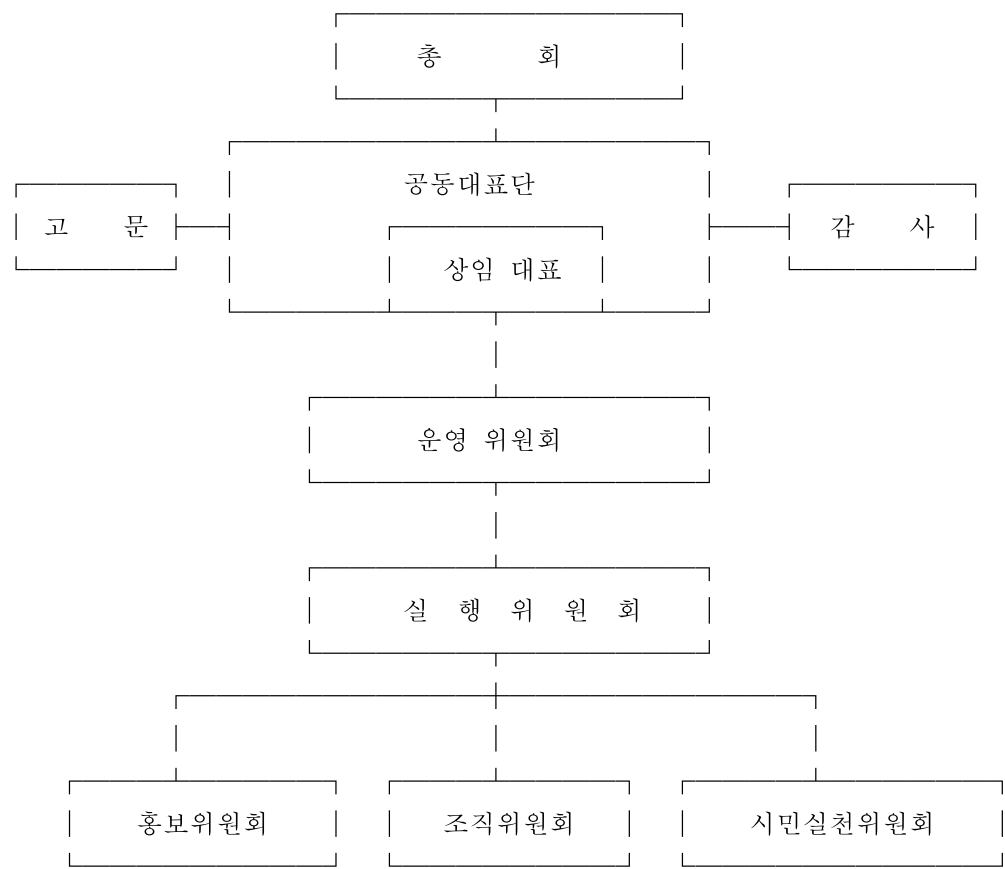 총 회
공동대표단
고 문
감 사
상임 대표
운영 위원회
실 행 위 원 회
홍보위원회
조직위원회
시민실천위원회